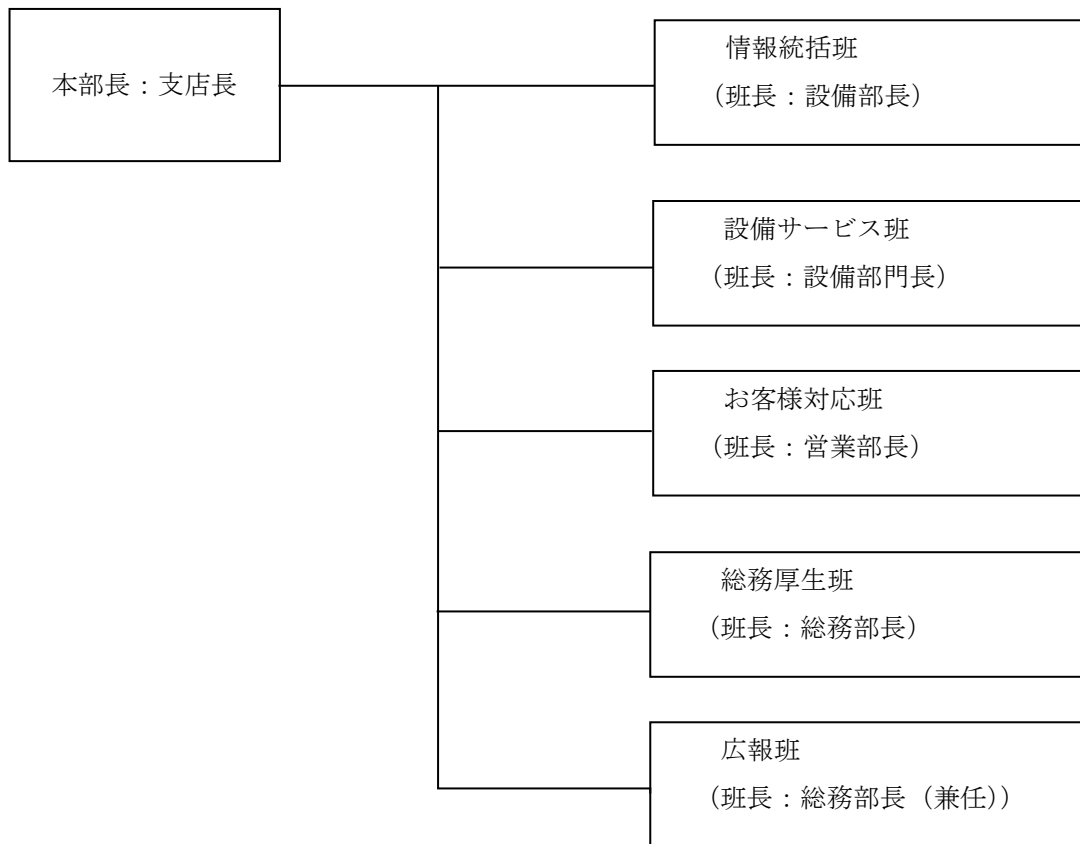 本部長：支店長
情報統括班
（班長：設備部長）
設備サービス班
（班長：設備部門長）
お客様対応班
（班長：営業部長）
総務厚生班
（班長：総務部長）
広報班
（班長：総務部長（兼任））